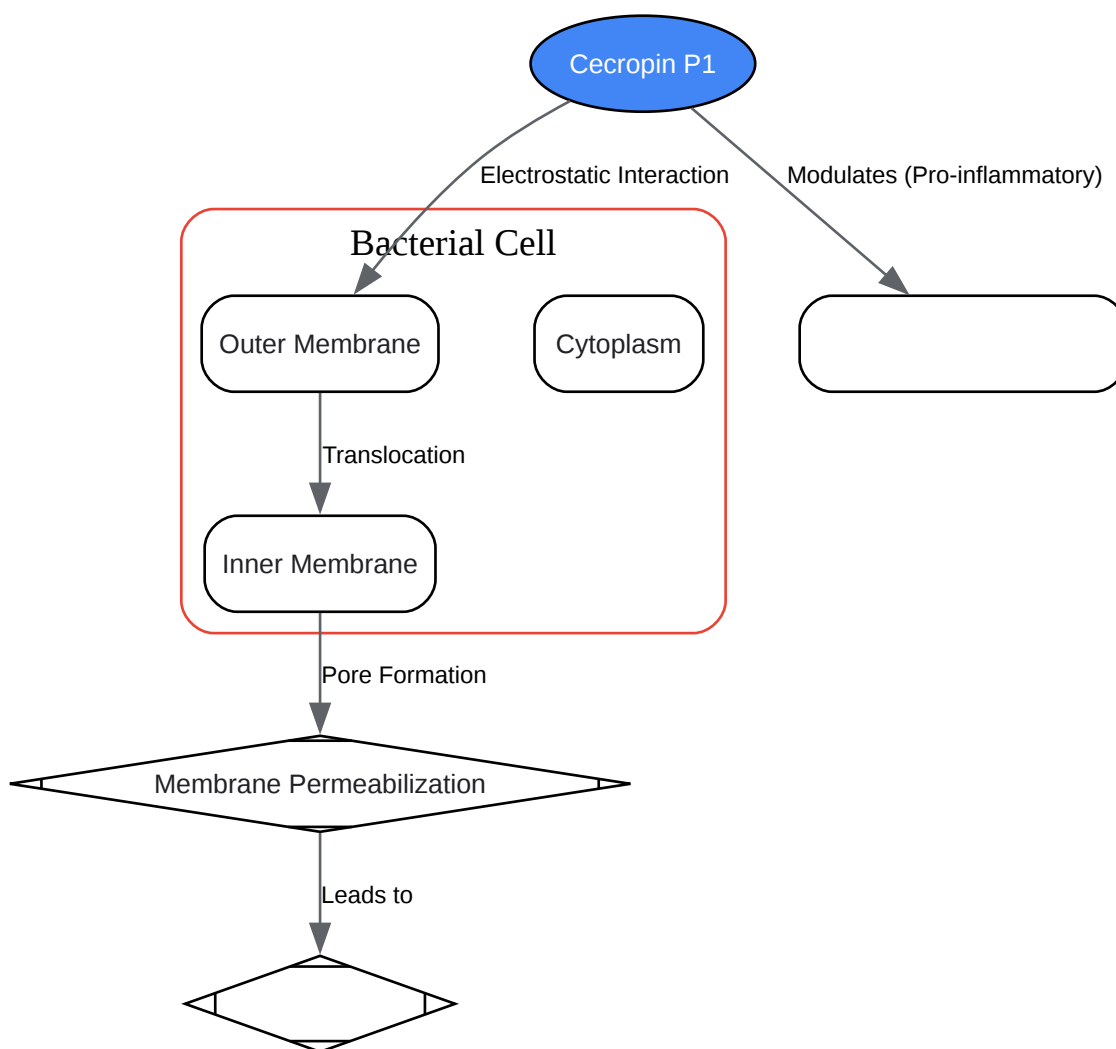 Cecropin P1
Electrostatic Interaction
Modulates (Pro-inflammatory)
Bacterial Cell
Outer Membrane
Cytoplasm
Translocation
Inner Membrane
Pore Formation
Membrane Permeabilization
Leads to